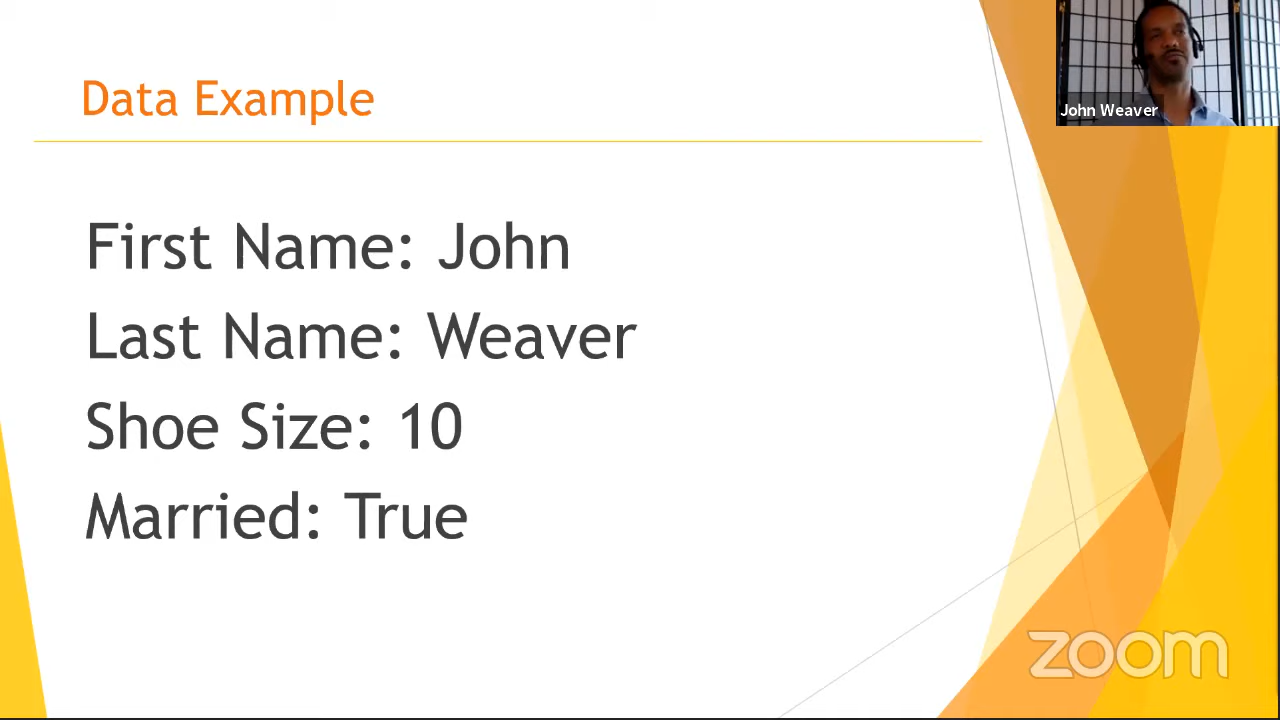 John Weaver
Data Example
First Name: John
Last Name: Weaver
Shoe Size: 10
Married: True
zoom